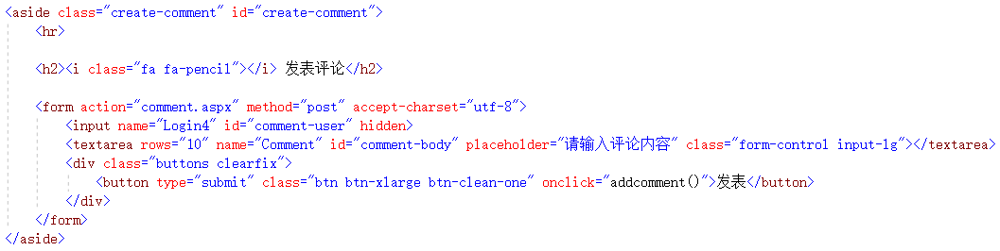 <aside class="create-comment" id="create-comment">
<hr>
<h2><i class="fa fa-pencil"></i> 发表评论</h2>
<form action="comment.aspx" method="post" accept-charset="utf-8">
<input name="Login4" id="comment-user" hidden>
<textarea rows="10" name="Comment" id="comment-body" placeholder="请输入评论内容" class="form-control input-lg"></textarea>
<div class="buttons clearfix">
<button type="submit" class="btn btn-xlarge btn-clean-one" onclick="addcomment()">发表</button>
</div>
</form>
</aside>